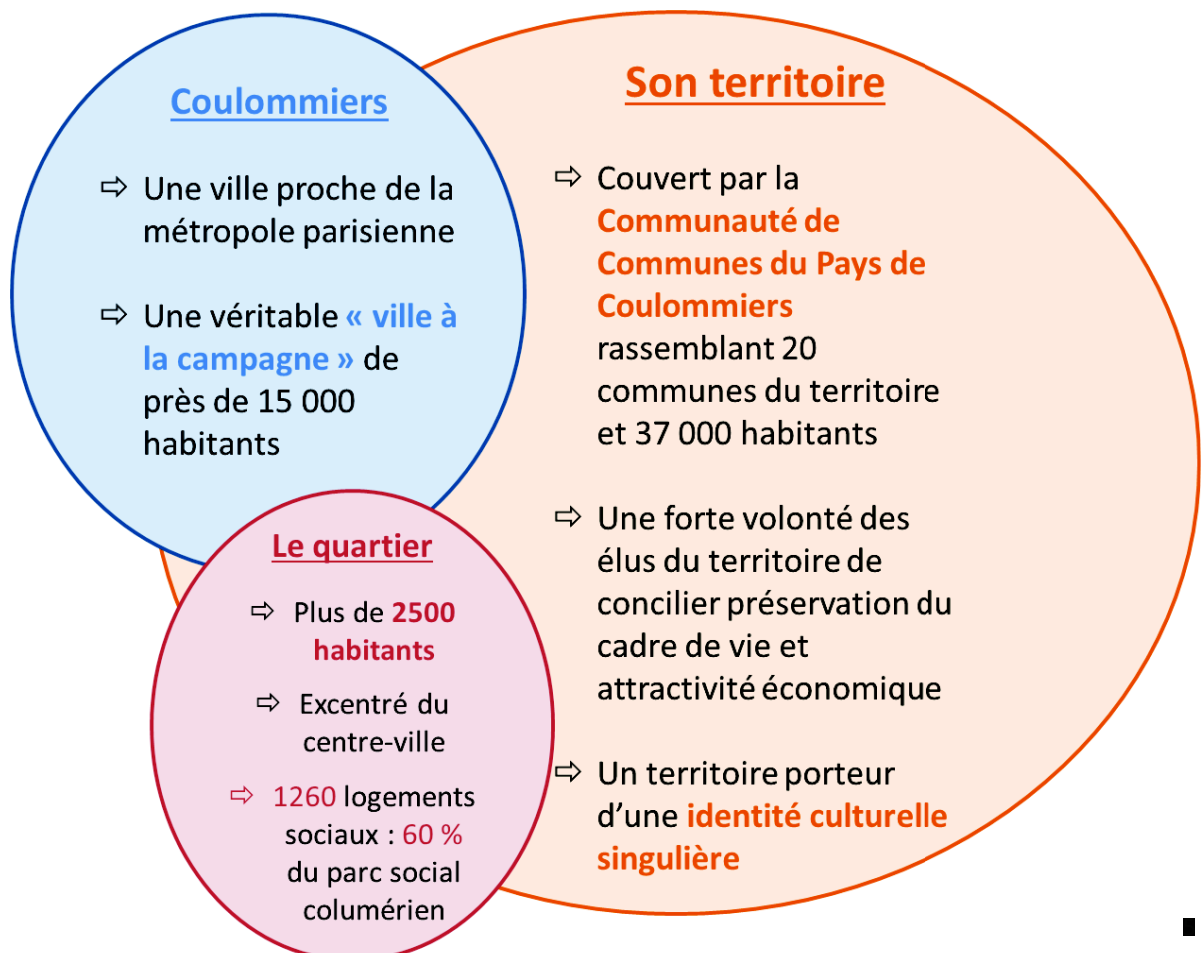 Coulommiers
⇨ Une ville proche de la
métropole parisienne
⇨ Une véritable « ville à
la campagne » de
près de 15 000
habitants
Son territoire
⇨ Couvert par la
Communauté de
Communes du Pays de
Coulommiers
rassemblant 20
communes du territoire
et 37 000 habitants
⇨ Une forte volonté des
élus du territoire de
concilier préservation du
cadre de vie et
attractivité économique
⇨ Un territoire porteur
d’une identité culturelle
singulière
Le quartier
⇨ Plus de 2500
habitants
⇨ Excentré du
centre-ville
⇨ 1260 logements
sociaux : 60 %
du parc social
columérien